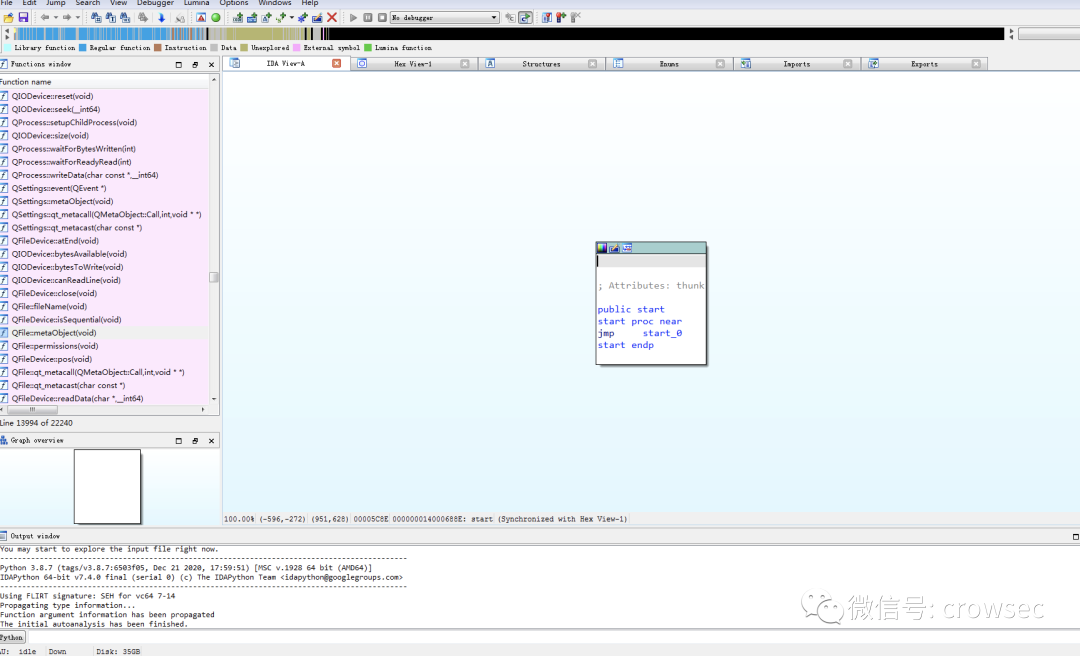 File Edit Jump Search View Debugger Lumina Options Windows Help
No debugger
Library function Regular function Instruction Data Unexplored External symbol Lumina function
Functions window
IDA View-A Hex View-1 Structures Enums Imports Exports
Function name
QIODevice::reset(void)
QIODevice::seek(__int64)
QProcess::setupChildProcess(void)
QIODevice::size(void)
QProcess::waitForBytesWritten(int)
QProcess::waitForReadyRead(int)
QProcess::writeData(char const *,__int64)
QSettings::event(QEvent *)
QSettings::metaObject(void)
QSettings::qt_metacall(QMetaObject::Call,int,void * *)
QSettings::qt_metacast(char const *)
QFileDevice::atEnd(void)
QIODevice::bytesAvailable(void)
QIODevice::bytesToWrite(void)
QIODevice::canReadLine(void)
QFileDevice::close(void)
QFile::fileName(void)
QFileDevice::isSequential(void)
QFile::metaObject(void)
QFile::permissions(void)
QFileDevice::pos(void)
QFile::qt_metacall(QMetaObject::Call,int,void * *)
QFile::qt_metacast(char const *)
QFileDevice::readData(char *,__int64)
Line 13994 of 22240
Graph overview
; Attributes: thunk
public start
start proc near
jmp start_0
start endp
100.00% (-596,-272) (951,628) 00005C8E 000000014000688E: start (Synchronized with Hex View-1)
Output window
You may start to explore the input file right now.
Python 3.8.7 (tags/v3.8.7:6503f05, Dec 21 2020, 17:59:51) [MSC v.1928 64 bit (AMD64)]
IDAPython 64-bit v7.4.0 final (serial 0) (c) The IDAPython Team <idapython@googlegroups.com>
Using FLIRT signature: SEH for vc64 7-14
Propagating type information...
Function argument information has been propagated
The initial autoanalysis has been finished.
Python
AU: idle Down Disk: 35GB
微信号: crowsec